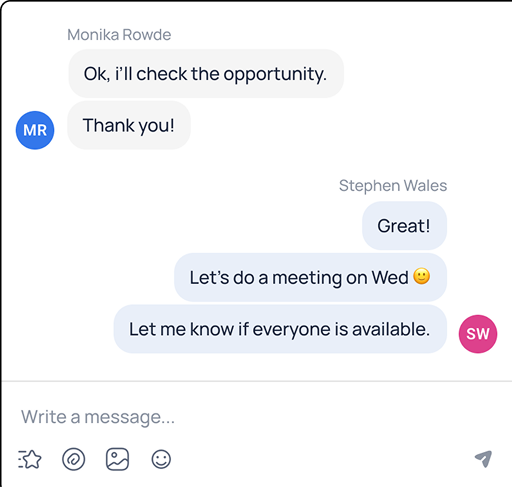 Monika Rowde
Ok, i'll check the opportunity.
Thank you!
MR
Stephen Wales
Great!
Let's do a meeting on Wed 🙂
Let me know if everyone is available.
SW
Write a message...